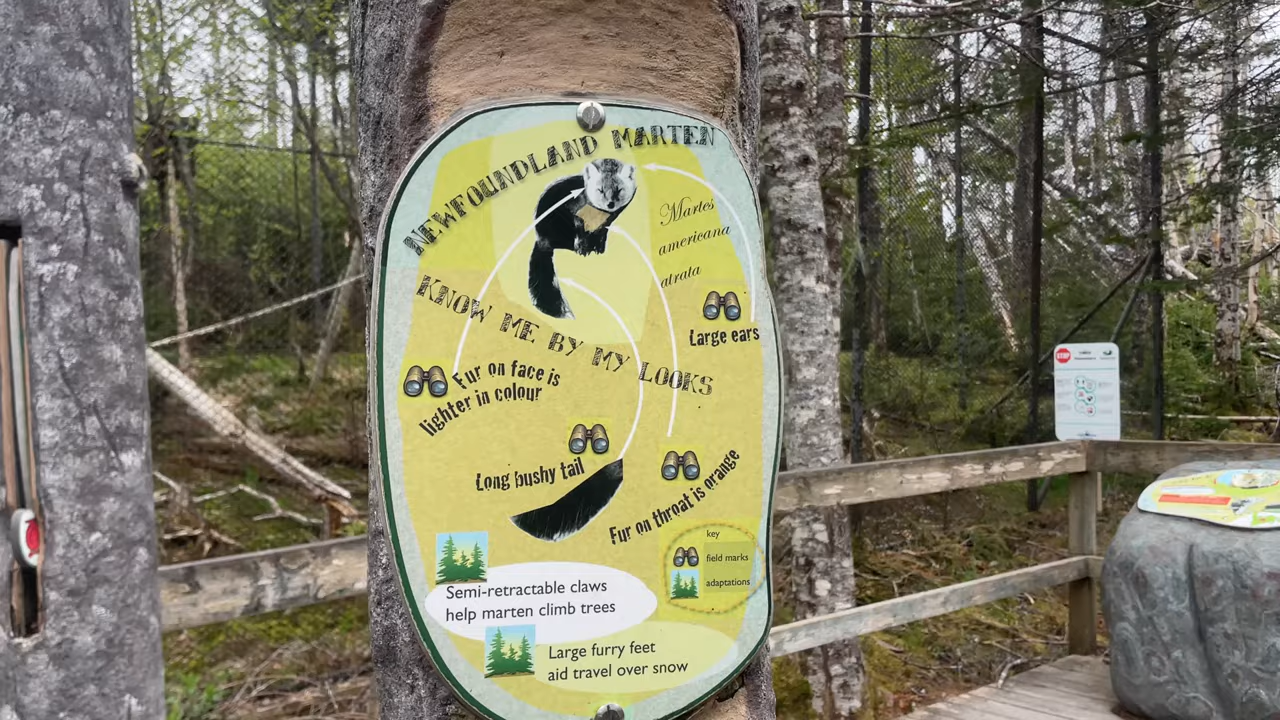 NEWFOUNDLAND MARTEN
Martes
americana
atrata
KNOW ME BY MY LOOKS
Large ears
Fur on face is
lighter in colour
Long bushy tail
Fur on throat is orange
key
field marks
adaptations
Semi-retractable claws
help marten climb trees
Large furry feet
aid travel over snow
STOP